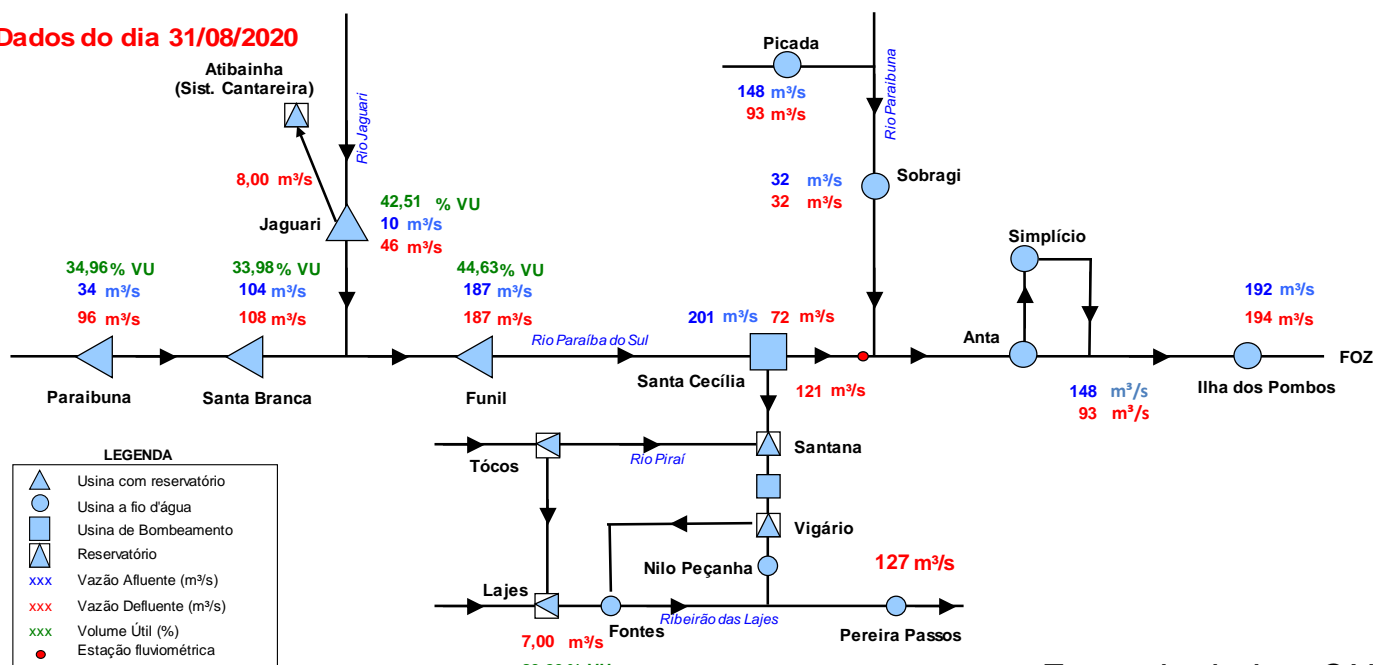 Dados do dia 31/08/2020
Atibainha
(Sist. Cantareira)
Rio Jaguari
8,00 m³/s
Jaguari
42,51 % VU
10 m³/s
46 m³/s
Picada
148 m³/s
93 m³/s
Rio Paraibuna
32 m³/s
32 m³/s
Sobragi
Simplício
34,96 % VU
34 m³/s
96 m³/s
Paraibuna
33,98 % VU
104 m³/s
108 m³/s
Santa Branca
44,63 % VU
187 m³/s
187 m³/s
Funil
Rio Paraíba do Sul
201 m³/s 72 m³/s
Santa Cecília
121 m³/s
Anta
148 m³/s
93 m³/s
192 m³/s
194 m³/s
Ilha dos Pombos
FOZ
Tócos
Rio Piraí
Santana
Vigário
Nilo Peçanha
127 m³/s
Lajes
7,00 m³/s
Fontes
Ribeirão das Lajes
Pereira Passos
LEGENDA
Usina com reservatório
Usina a fio d'água
Usina de Bombeamento
Reservatório
xxx Vazão Afluente (m³/s)
xxx Vazão Defluente (m³/s)
xxx Volume Útil (%)
Estação fluviométrica